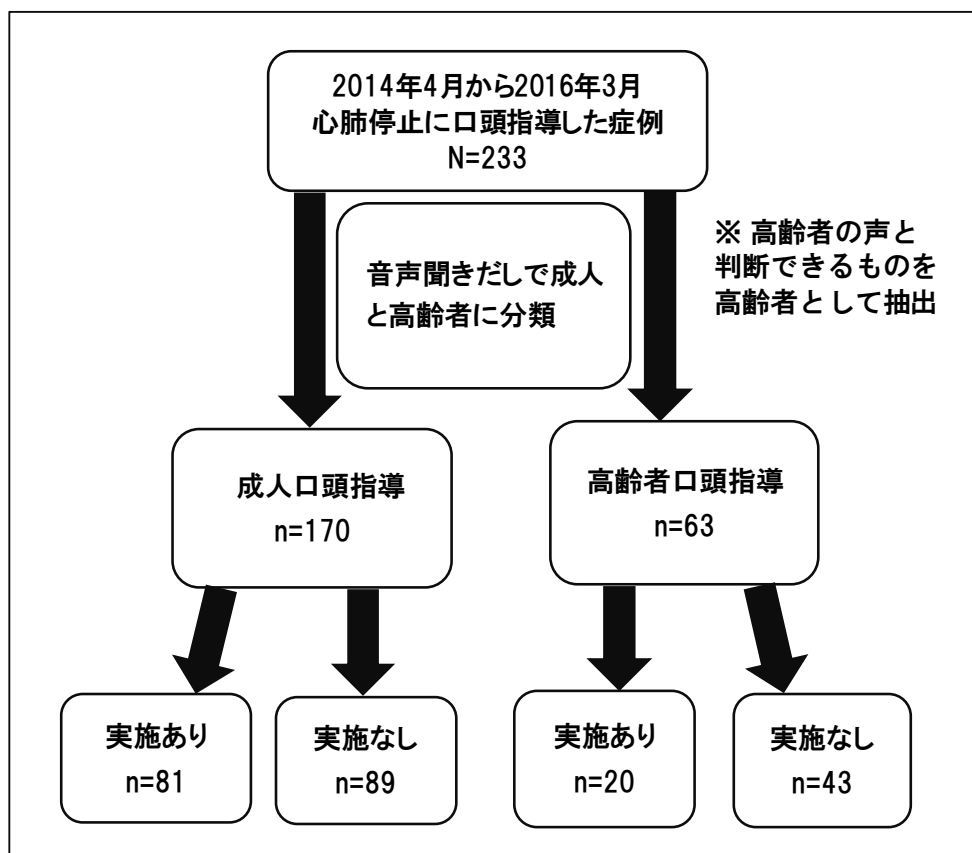 2014年4月から2016年3月
心肺停止に口頭指導した症例
N=233
音声聞きだしで成人
と高齢者に分類
※ 高齢者の声と
判断できるものを
高齢者として抽出
成人口頭指導
n=170
高齢者口頭指導
n=63
実施あり
n=81
実施なし
n=89
実施あり
n=20
実施なし
n=43